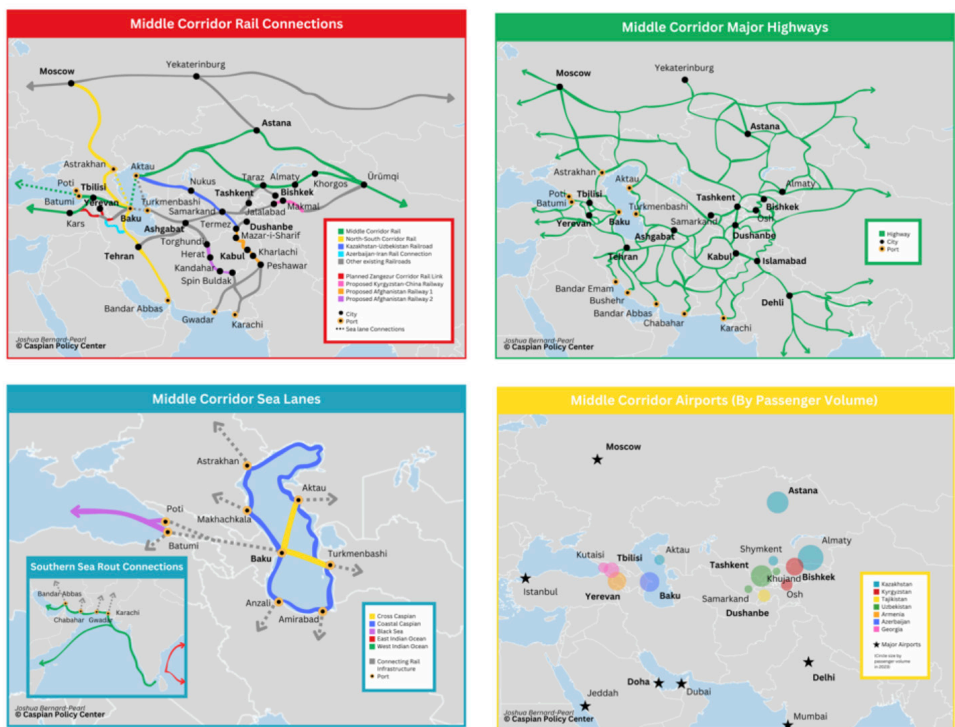 Middle Corridor Rail Connections
Moscow
Yekaterinburg
Astana
Astrakhan
Aktau
Nukus
Taraz
Almaty
Ürümqi
Poti
Tbilisi
Tashkent
Bishkek
Khorgos
Batumi
Yerevan
Baku
Turkmenbashi
Samarkand
Jalalabad
Makmal
Kars
Ashgabat
Termez
Dushanbe
Mazar-i-Sharif
Tehran
Torghundi
Herat
Kabul
Kharlachi
Kandahar
Peshawar
Spin Buldak
Bandar Abbas
Gwadar
Karachi
Middle Corridor Rail
North-South Corridor Rail
Kazakhstan-Uzbekistan Railroad
Azerbaijan-Iran Rail Connection
Other existing Railroads
Planned Zangezur Corridor Rail Link
Proposed Kyrgyzstan-China Railway
Proposed Afghanistan Railway 1
Proposed Afghanistan Railway 2
City
Port
Sea lane Connections
Joshua Bernard-Pearl
© Caspian Policy Center
Middle Corridor Major Highways
Moscow
Yekaterinburg
Astana
Astrakhan
Aktau
Almaty
Poti
Batumi
Tbilisi
Turkmenbashi
Tashkent
Bishkek
Osh
Yerevan
Baku
Samarkand
Ashgabat
Dushanbe
Tehran
Kabul
Islamabad
Bandar Emam
Bushehr
Bandar Abbas
Chabahar
Karachi
Dehli
Highway
City
Port
Joshua Bernard-Pearl
© Caspian Policy Center
Middle Corridor Sea Lanes
Astrakhan
Aktau
Makhachkala
Poti
Batumi
Baku
Turkmenbashi
Anzali
Amirabad
Southern Sea Rout Connections
Bandar Abbas
Karachi
Chabahar
Gwadar
Cross Caspian
Coastal Caspian
Black Sea
East Indian Ocean
West Indian Ocean
Connecting Rail
Infrastructure
Port
Joshua Bernard-Pearl
© Caspian Policy Center
Middle Corridor Airports (By Passenger Volume)
Moscow
Astana
Kutaisi
Tbilisi
Aktau
Shymkent
Almaty
Istanbul
Yerevan
Baku
Tashkent
Khujand
Bishkek
Samarkand
Osh
Dushanbe
Delhi
Doha
Dubai
Jeddah
Mumbai
Kazakhstan
Kyrgyzstan
Tajikistan
Uzbekistan
Armenia
Azerbaijan
Georgia
Major Airports
Joshua Bernard-Pearl
© Caspian Policy Center